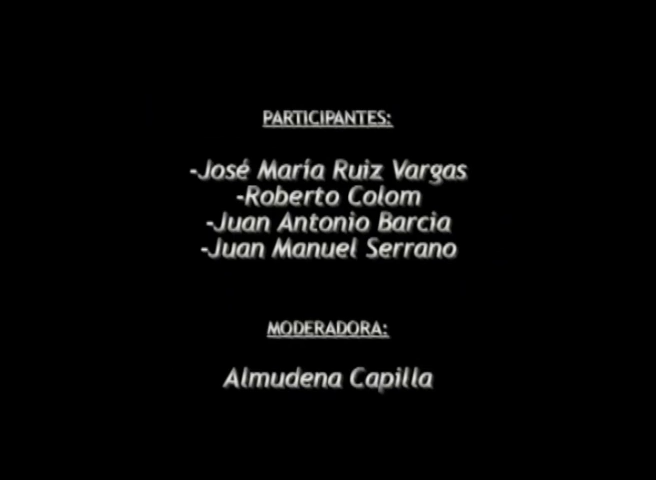 PARTICIPANTES:
-José María Ruiz Vargas
-Roberto Colom
-Juan Antonio Barcia
-Juan Manuel Serrano
MODERADORA:
Almudena Capilla